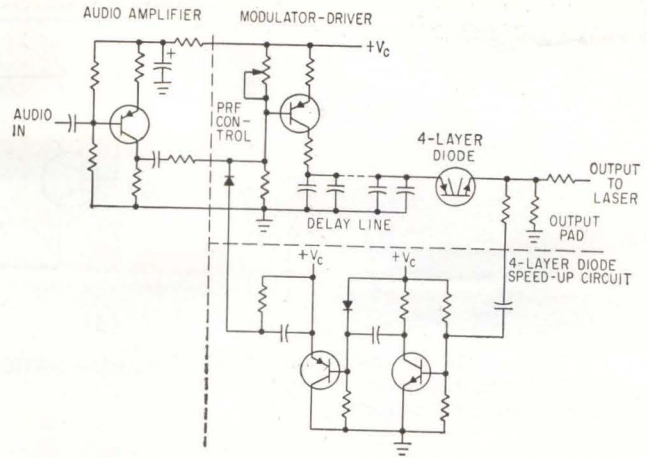 AUDIO AMPLIFIER
MODULATOR-DRIVER
+
+Vc
AUDIO
IN
PRF
CON-
TROL
4-LAYER
DIODE
OUTPUT
TO
LASER
DELAY LINE
OUTPUT
PAD
+Vc
+Vc
4-LAYER DIODE
SPEED-UP CIRCUIT